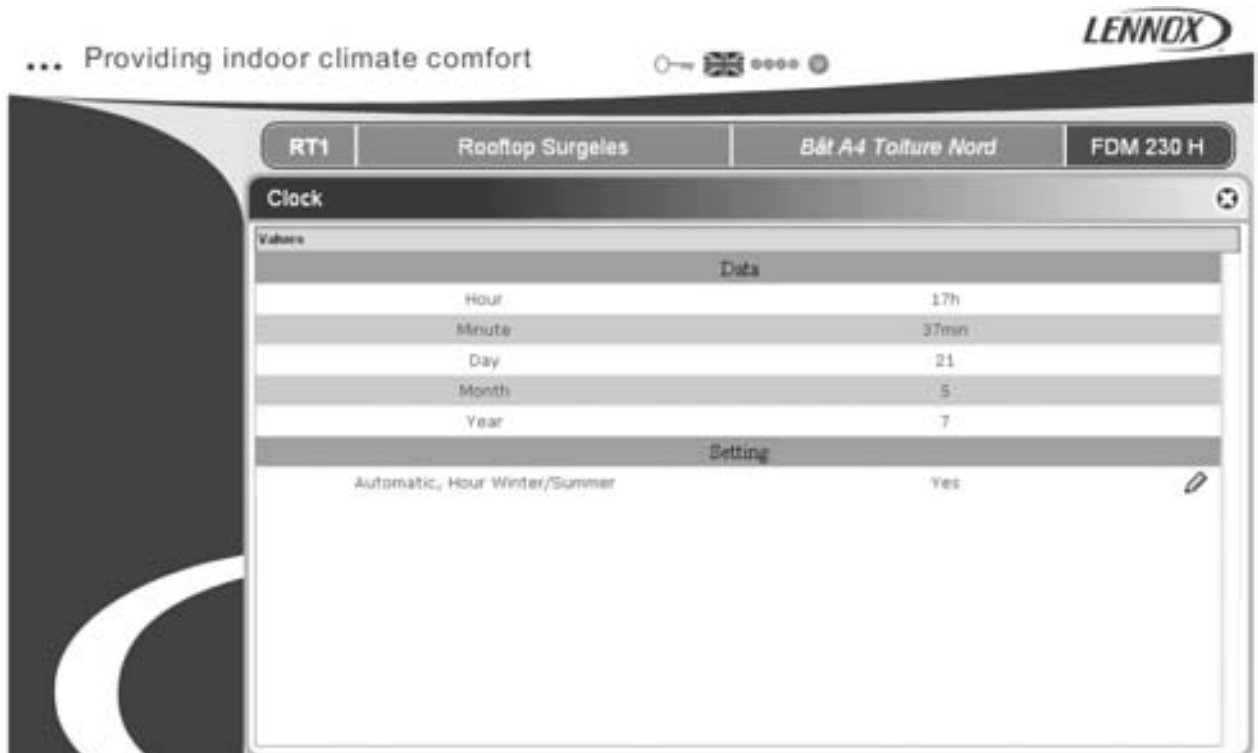 LENNOX
... Providing indoor climate comfort
RT1 Rooftop Surgeles Bât A4 Toiture Nord FDM 230 H
Clock
Values
Data
Hour 17h
Minute 37min
Day 21
Month 5
Year 7
Setting
Automatic, Hour Winter/Summer Yes